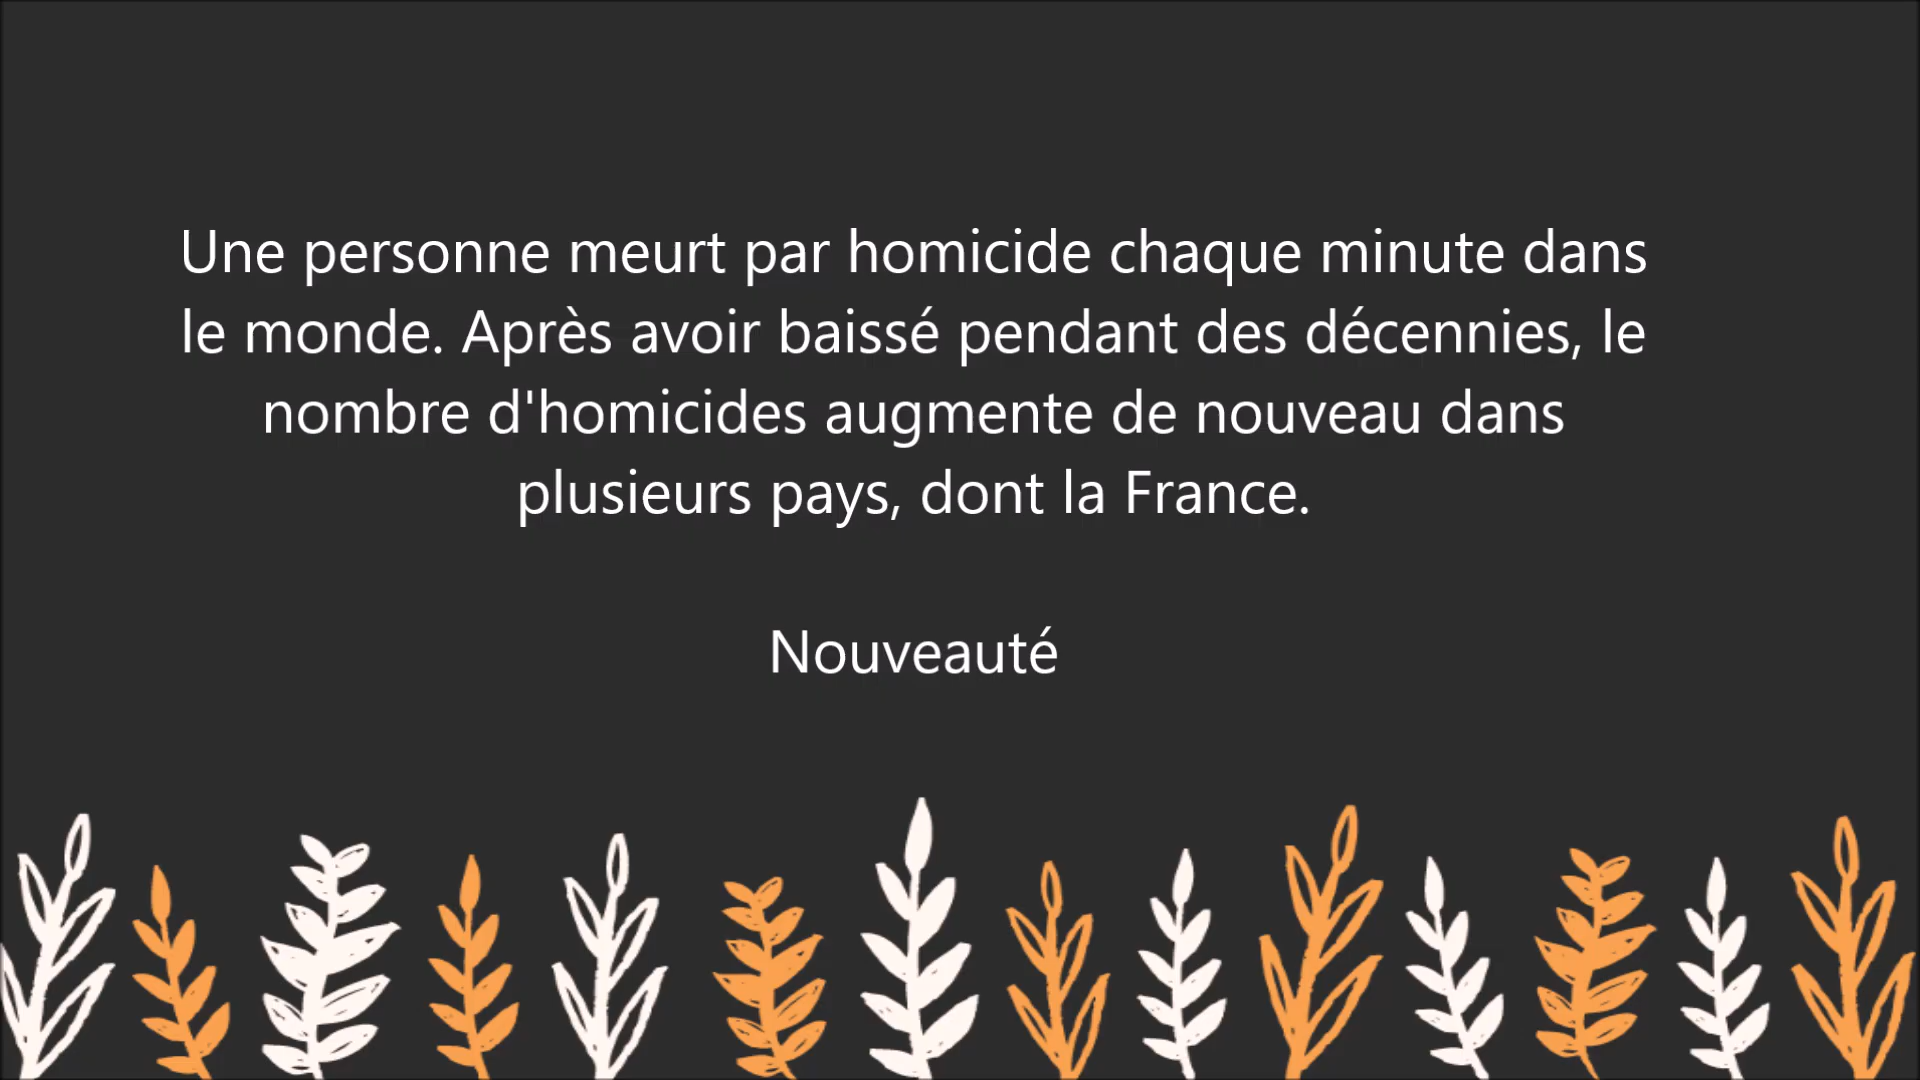 Une personne meurt par homicide chaque minute dans
le monde. Après avoir baissé pendant des décennies, le
nombre d'homicides augmente de nouveau dans
plusieurs pays, dont la France.
Nouveauté